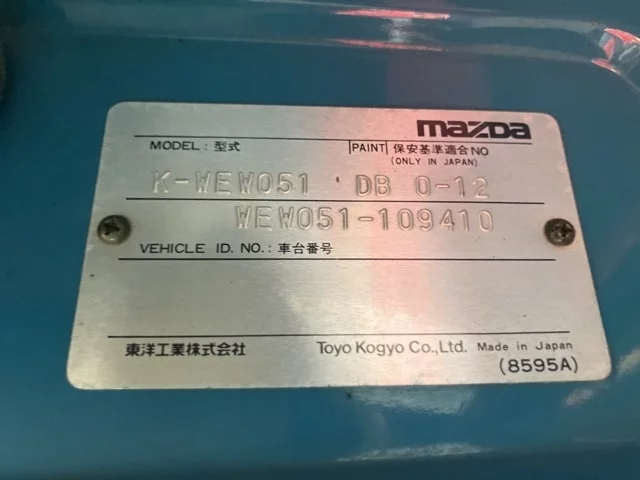 mazda
MODEL: 型式 PAINT 保安基準適合NO
(ONLY IN JAPAN)
K-WEW051 DB 0-12
WEW051-109410
VEHICLE ID. NO.: 車台番号
東洋工業株式会社 Toyo Kogyo Co.,Ltd. Made in Japan
(8595A)